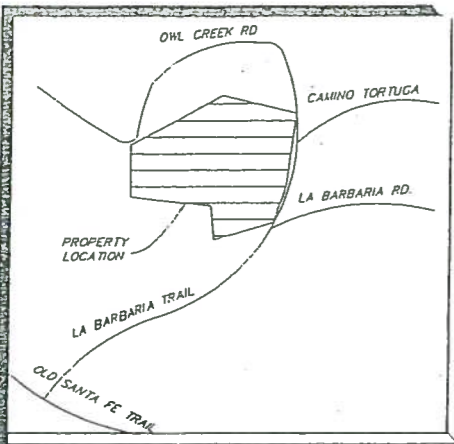 OWL CREEK RD
CAMINO TORTUGA
LA BARBARIA RD.
PROPERTY
LOCATION
LA BARBARIA TRAIL
OLD SANTA FE TRAIL